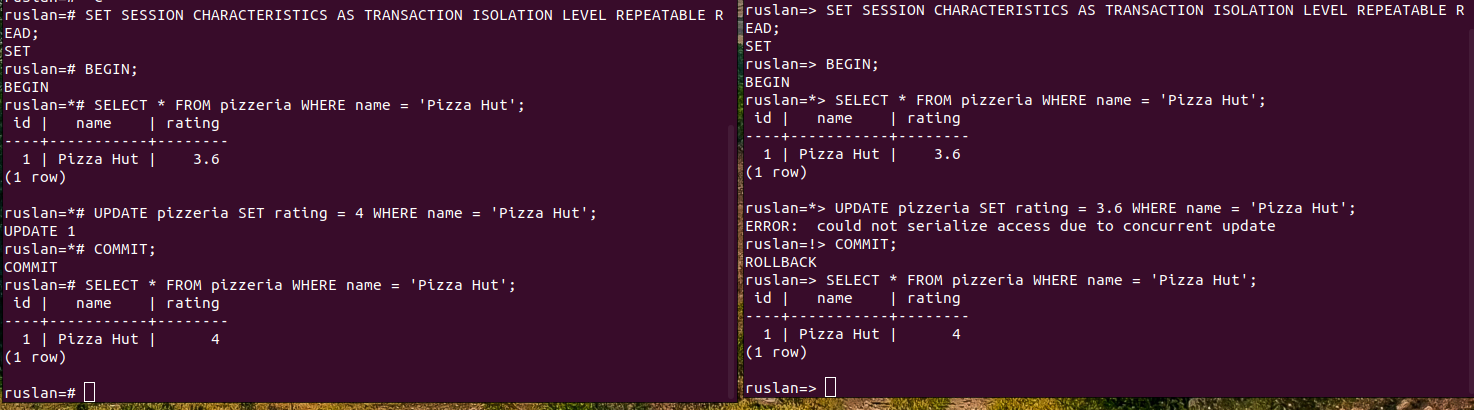 ruslan=# SET SESSION CHARACTERISTICS AS TRANSACTION ISOLATION LEVEL REPEATABLE R
EAD;
SET
ruslan=# BEGIN;
BEGIN
ruslan=*# SELECT * FROM pizzeria WHERE name = 'Pizza Hut';
 id |   name    | rating
----+-----------+--------
  1 | Pizza Hut |    3.6
(1 row)

ruslan=*# UPDATE pizzeria SET rating = 4 WHERE name = 'Pizza Hut';
UPDATE 1
ruslan=*# COMMIT;
COMMIT
ruslan=# SELECT * FROM pizzeria WHERE name = 'Pizza Hut';
 id |   name    | rating
----+-----------+--------
  1 | Pizza Hut |      4
(1 row)

ruslan=#
ruslan=> SET SESSION CHARACTERISTICS AS TRANSACTION ISOLATION LEVEL REPEATABLE R
EAD;
SET
ruslan=> BEGIN;
BEGIN
ruslan=*> SELECT * FROM pizzeria WHERE name = 'Pizza Hut';
 id |   name    | rating
----+-----------+--------
  1 | Pizza Hut |    3.6
(1 row)

ruslan=*> UPDATE pizzeria SET rating = 3.6 WHERE name = 'Pizza Hut';
ERROR:  could not serialize access due to concurrent update
ruslan=!> COMMIT;
ROLLBACK
ruslan=> SELECT * FROM pizzeria WHERE name = 'Pizza Hut';
 id |   name    | rating
----+-----------+--------
  1 | Pizza Hut |      4
(1 row)

ruslan=>